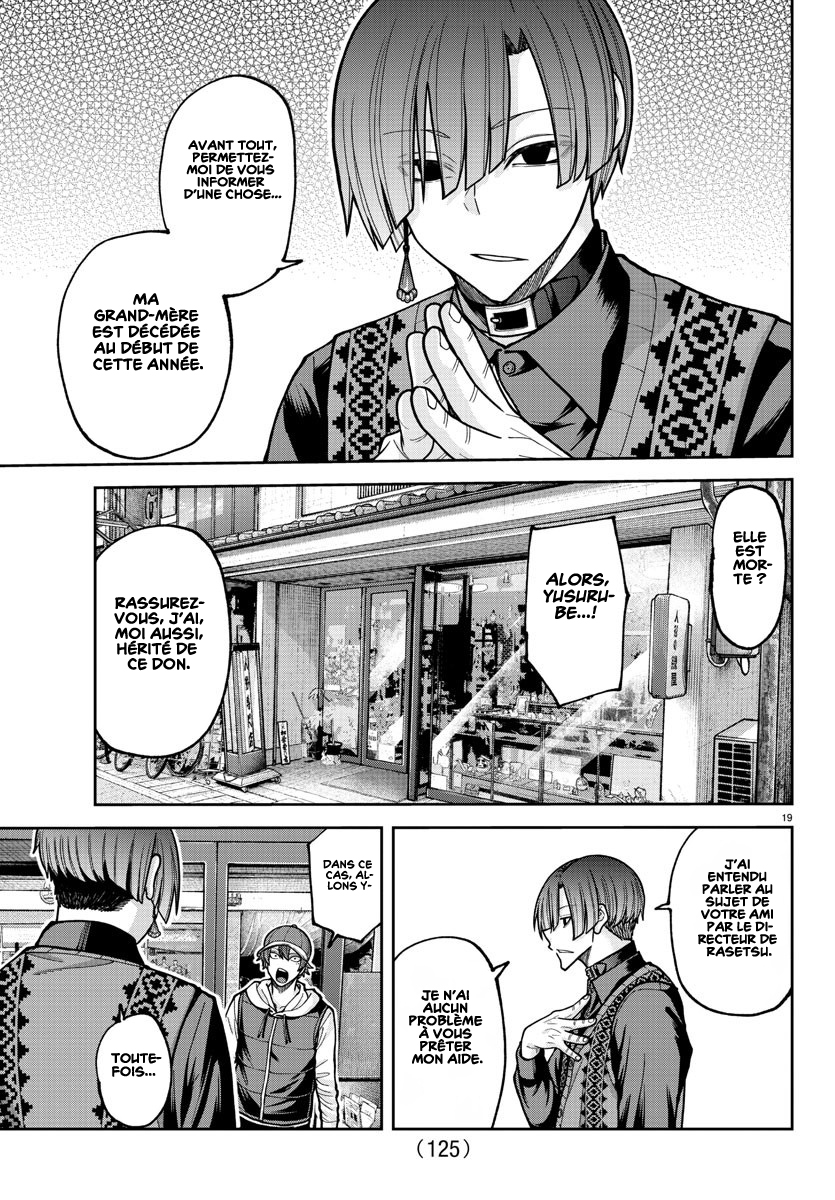 AVANT TOUT,
PERMETTEZ-
MOI DE VOUS
INFORMER
D'UNE CHOSE...
MA
GRAND-MÈRE
EST DÉCÉDÉE
AU DÉBUT DE
CETTE ANNÉE.
ELLE
EST
MOR-
TE ?
ALORS,
YUSURU-
BE...!
RASSUREZ-
VOUS, J'AI,
MOI AUSSI,
HÉRITÉ DE
CE DON.
19
J'AI
ENTENDU
PARLER AU
SUJET DE
VOTRE AMI
PAR LE DI-
RECTEUR DE
RASETSU.
JE N'AI
AUCUN
PROBLÈME
À VOUS
PRÊTER
MON AIDE.
DANS CE
CAS, AL-
LONS Y-
TOUTE-
FOIS...
(125)